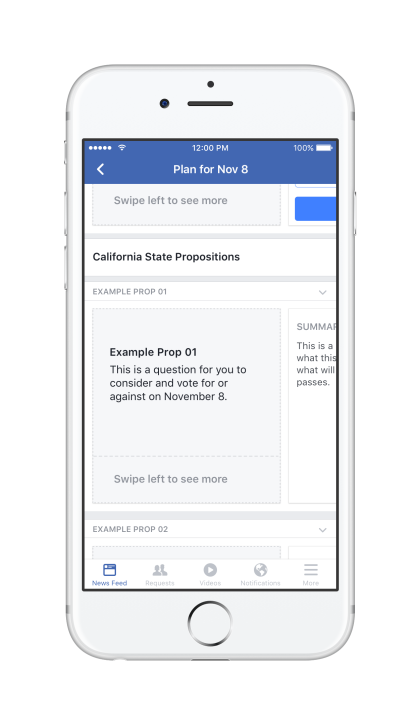 12:00 PM
100%
Plan for Nov 8
Swipe left to see more
California State Propositions
EXAMPLE PROP 01
Example Prop 01
This is a question for you to
consider and vote for or
against on November 8.
Swipe left to see more
SUMMAR
This is a
what this
what will
passes.
EXAMPLE PROP 02
News Feed
Requests
Videos
Notifications
More